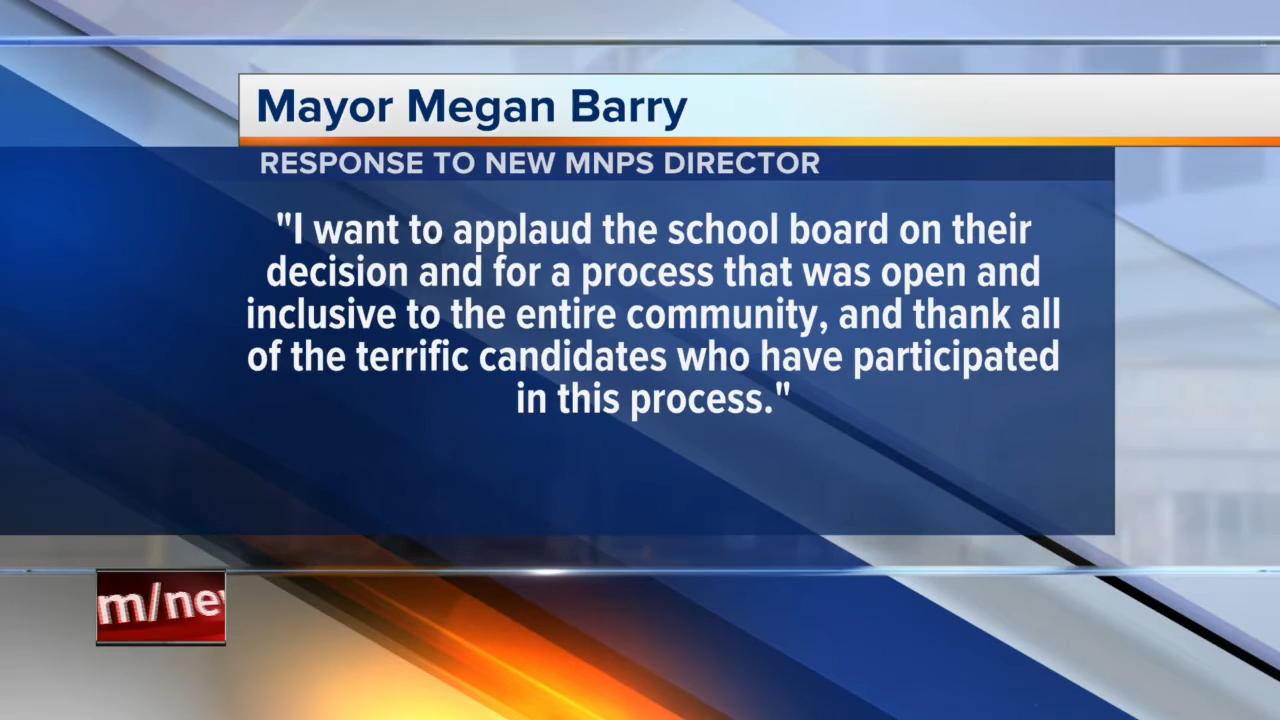 Mayor Megan Barry
RESPONSE TO NEW MNPS DIRECTOR
"I want to applaud the school board on their
decision and for a process that was open and
inclusive to the entire community, and thank all
of the terrific candidates who have participated
in this process."
m/ne